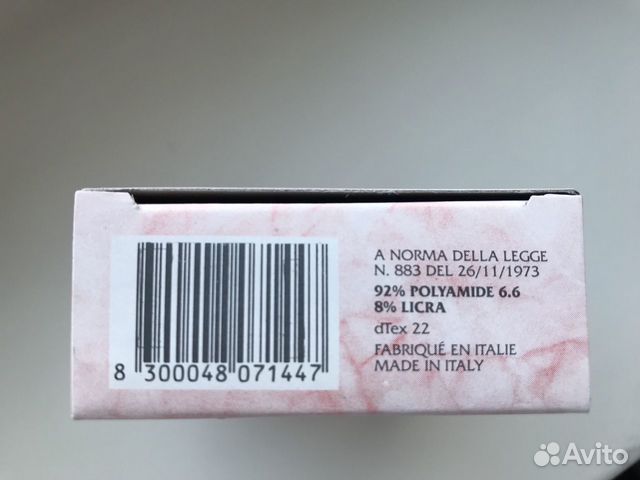 A NORMA DELLA LEGGE
N. 883 DEL 26/11/1973
92% POLYAMIDE 6.6
8% LICRA
dTex 22
FABRIQUÉ EN ITALIE
MADE IN ITALY
8 300048 071447
Avito